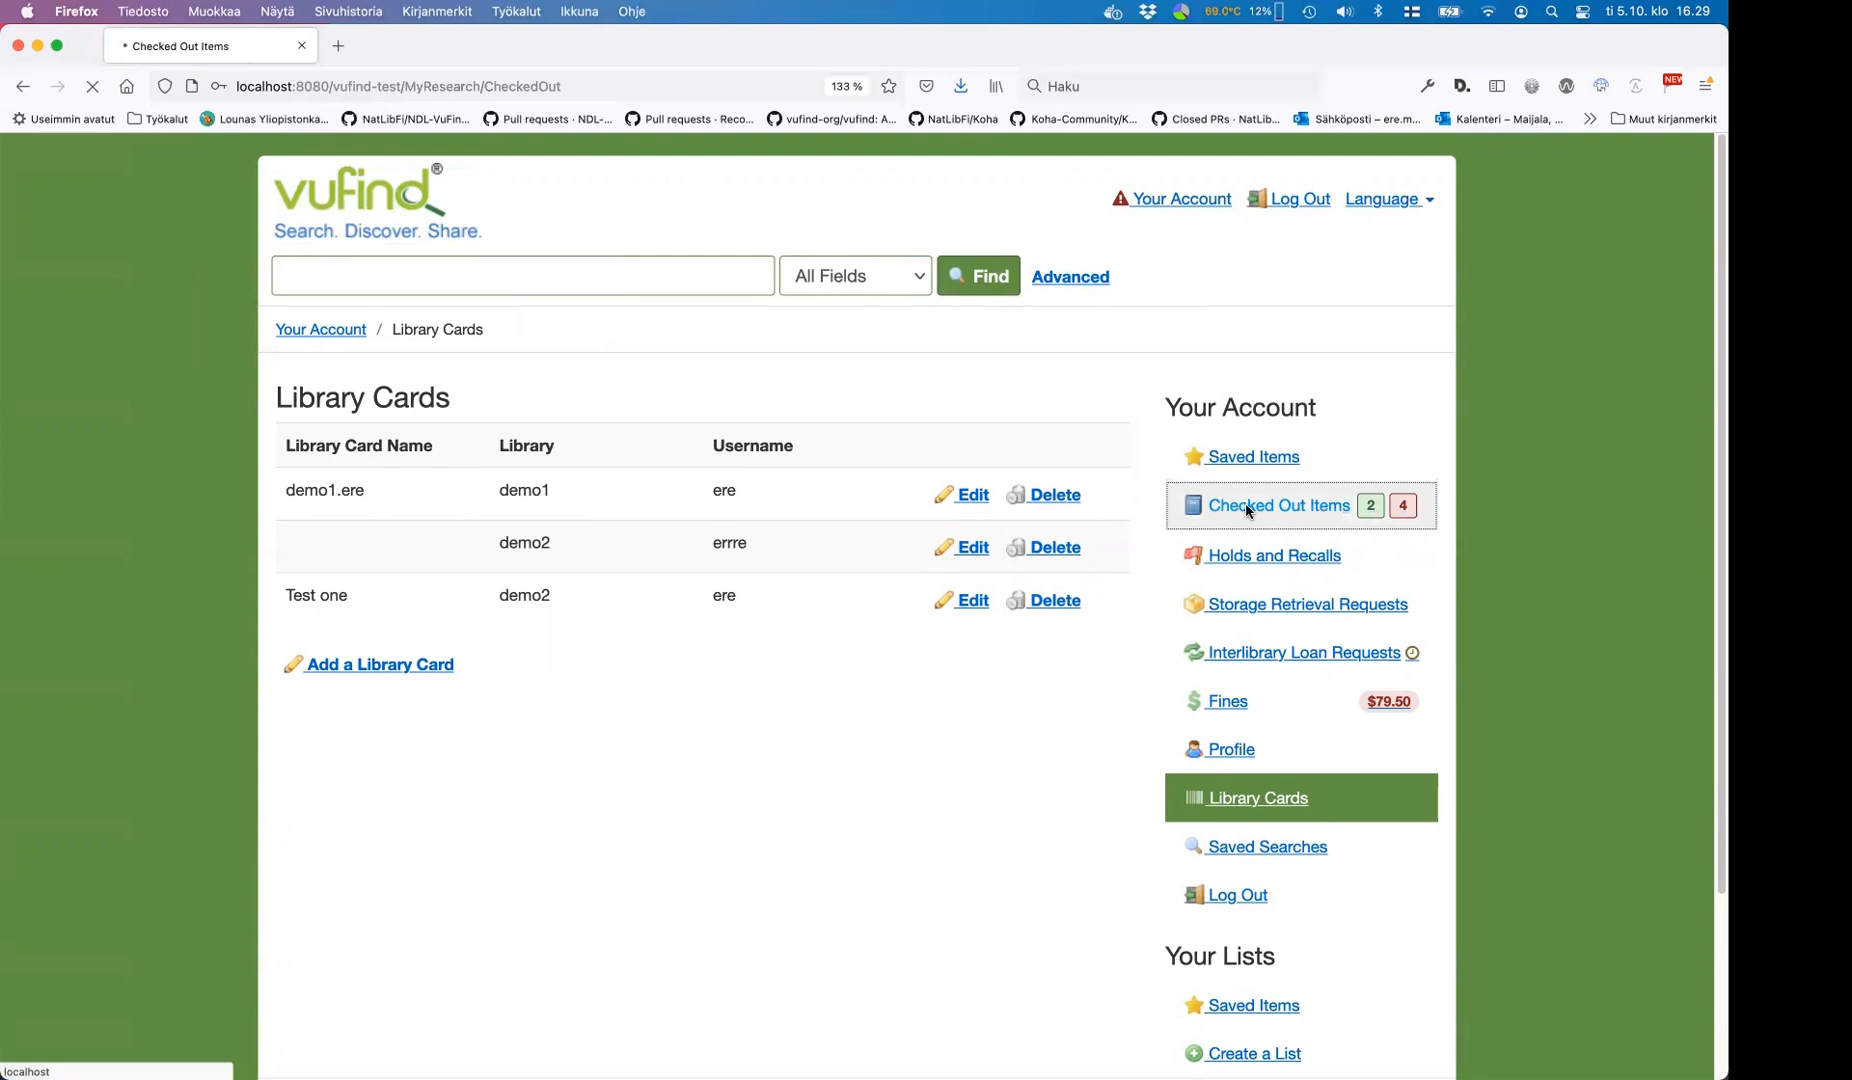 Firefox Tiedosto Muokkaa Näytä Sivuhistoria Kirjanmerkit Työkalut Ikkuna Ohje 69.0°C 12% ti 5.10. klo 16.29
Checked Out Items
localhost:8080/vufind-test/MyResearch/CheckedOut 133 % Haku D. NEW
Useimmin avatut Työkalut Lounas Yliopistonka... NatLibFi/NDL-VuFin... Pull requests · NDL-... Pull requests · Reco... vufind-org/vufind: A... NatLibFi/Koha Koha-Community/K... Closed PRs · NatLib... Sähköposti – ere.m... Kalenteri – Maijala, ... Muut kirjanmerkit
vufind®
Search. Discover. Share.
Your Account Log Out Language
All Fields Find Advanced
Your Account / Library Cards
Library Cards
Library Card Name Library Username
demo1.ere demo1 ere Edit Delete
demo2 errre Edit Delete
Test one demo2 ere Edit Delete
Add a Library Card
Your Account
Saved Items
Checked Out Items 2 4
Holds and Recalls
Storage Retrieval Requests
Interlibrary Loan Requests
Fines $79.50
Profile
Library Cards
Saved Searches
Log Out
Your Lists
Saved Items
Create a List
localhost